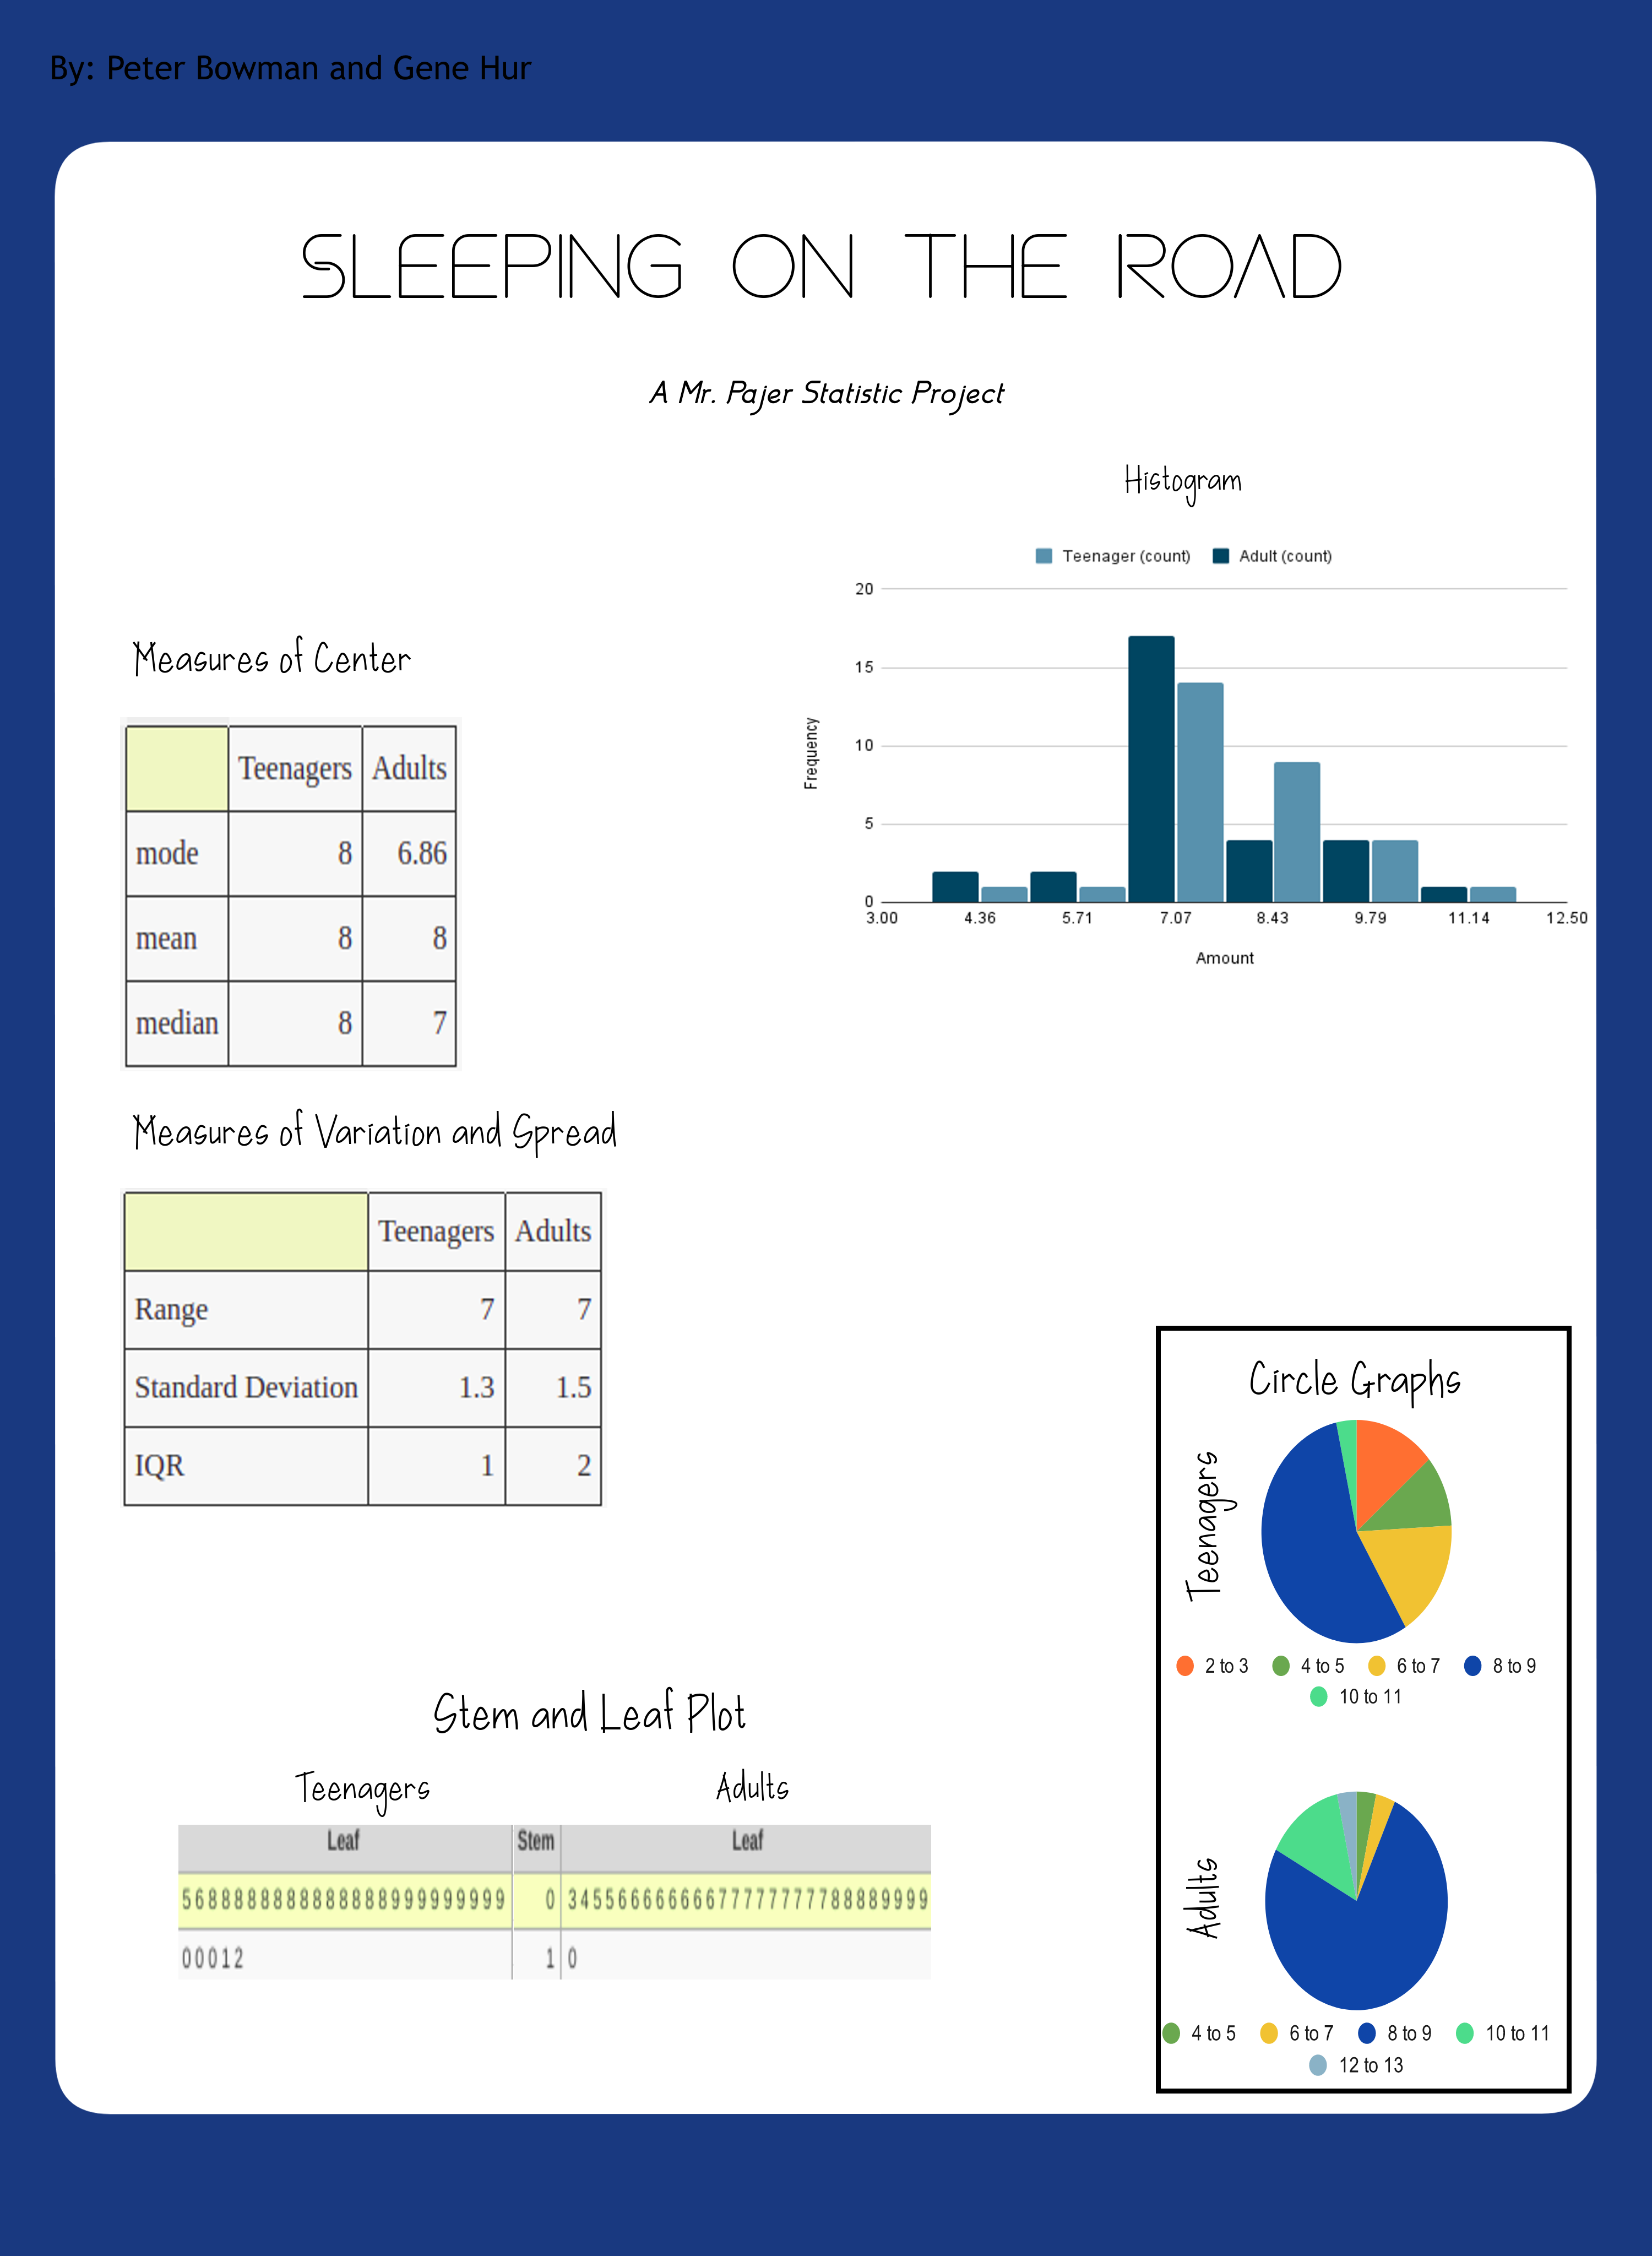 By: Peter Bowman and Gene Hur
SLEEPING ON THE ROAD
A Mr. Pajer Statistic Project
Histogram
Teenager (count) Adult (count)
20
15
10
5
0
Frequency
3.00 4.36 5.71 7.07 8.43 9.79 11.14 12.50
Amount
Measures of Center
Teenagers Adults
mode 8 6.86
mean 8 8
median 8 7
Measures of Variation and Spread
Teenagers Adults
Range 7 7
Standard Deviation 1.3 1.5
IQR 1 2
Circle Graphs
Teenagers
2 to 3 4 to 5 6 to 7 8 to 9
10 to 11
Adults
4 to 5 6 to 7 8 to 9 10 to 11
12 to 13
Stem and Leaf Plot
Teenagers Adults
Leaf Stem Leaf
0
00012 1 0